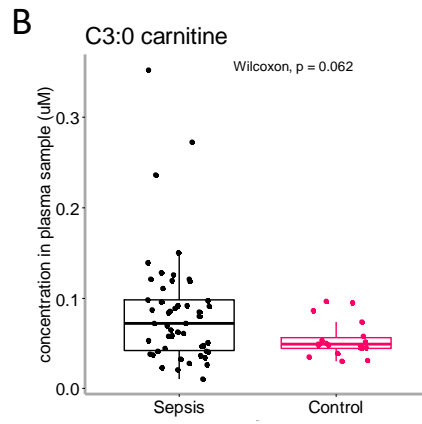 B
C3:0 carnitine
Wilcoxon, p = 0.062
concentration in plasma sample (uM)
0.3
0.2
0.1
0.0
Sepsis
Control